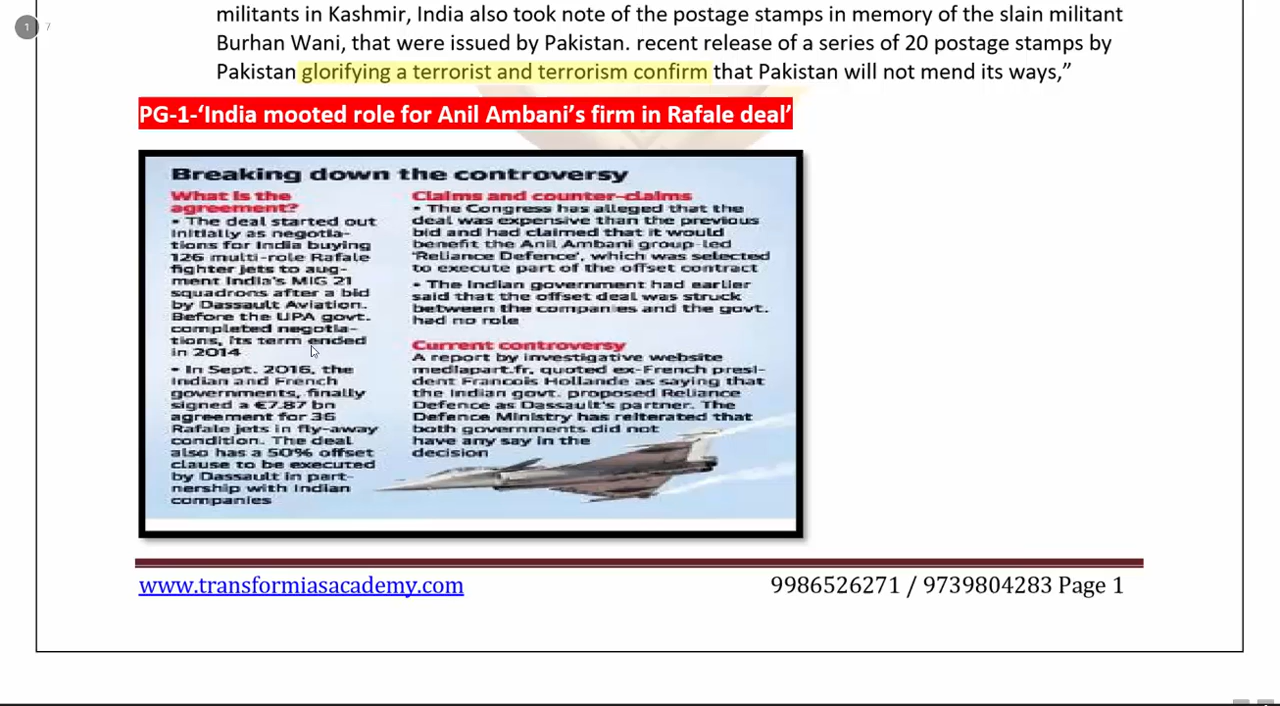 militants in Kashmir, India also took note of the postage stamps in memory of the slain militant
Burhan Wani, that were issued by Pakistan. recent release of a series of 20 postage stamps by
Pakistan glorifying a terrorist and terrorism confirm that Pakistan will not mend its ways,”
1 7
PG-1-‘India mooted role for Anil Ambani’s firm in Rafale deal’
Breaking down the controversy
What is the
agreement?
• The deal started out
initially as negotia-
tions for India buying
126 multi-role Rafale
fighter jets to aug-
ment India's MIG 21
squadrons after a bid
by Dassault Aviation.
Before the UPA govt.
completed negotia-
tions, its term ended
in 2014
• In Sept. 2016, the
Indian and French
governments, finally
signed a €7.87 bn
agreement for 36
Rafale jets in fly-away
condition. The deal
also has a 50% offset
clause to be executed
by Dassault in part-
nership with Indian
companies
Claims and counter-claims
• The Congress has alleged that the
deal was expensive than the previous
bid and had claimed that it would
benefit the Anil Ambani group-led
'Reliance Defence', which was selected
to execute part of the offset contract
• The Indian government had earlier
said that the offset deal was struck
between the companies and the govt.
had no role
Current controversy
A report by investigative website
mediapart.fr, quoted ex-French presi-
dent Francois Hollande as saying that
the Indian govt. proposed Reliance
Defence as Dassault's partner. The
Defence Ministry has reiterated that
both governments did not
have any say in the
decision
www.transformiasacademy.com
9986526271 / 9739804283 Page 1